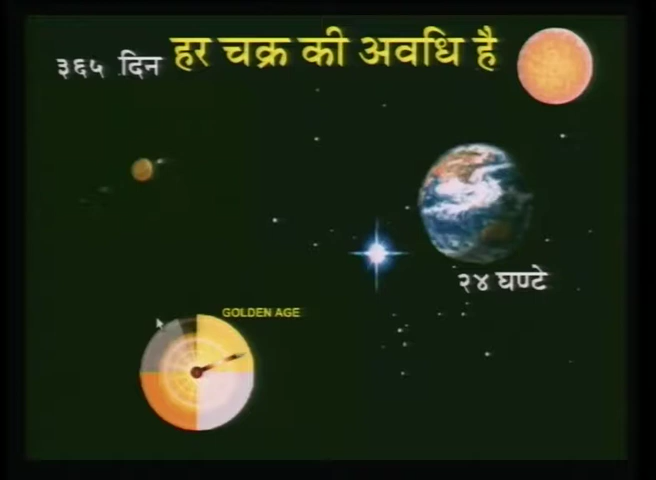 हर चक्र की अवधि है
३६५ दिन
२४ घण्टे
GOLDEN AGE